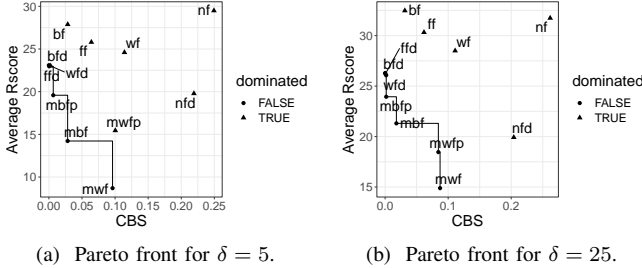 30
25
20
15
10
Average Rscore
bf
nf
ff
wf
bfd
wfd
ffd
mbfp
nfd
mwfp
mbf
mwf
0.00
0.05
0.10
0.15
0.20
0.25
CBS
dominated
FALSE
TRUE
(a) Pareto front for δ = 5.
30
25
20
15
Average Rscore
bf
nf
ff
wf
ffd
bfd
wfd
mbfp
mbf
nfd
mwfp
mwf
0.0
0.1
0.2
CBS
dominated
FALSE
TRUE
(b) Pareto front for δ = 25.